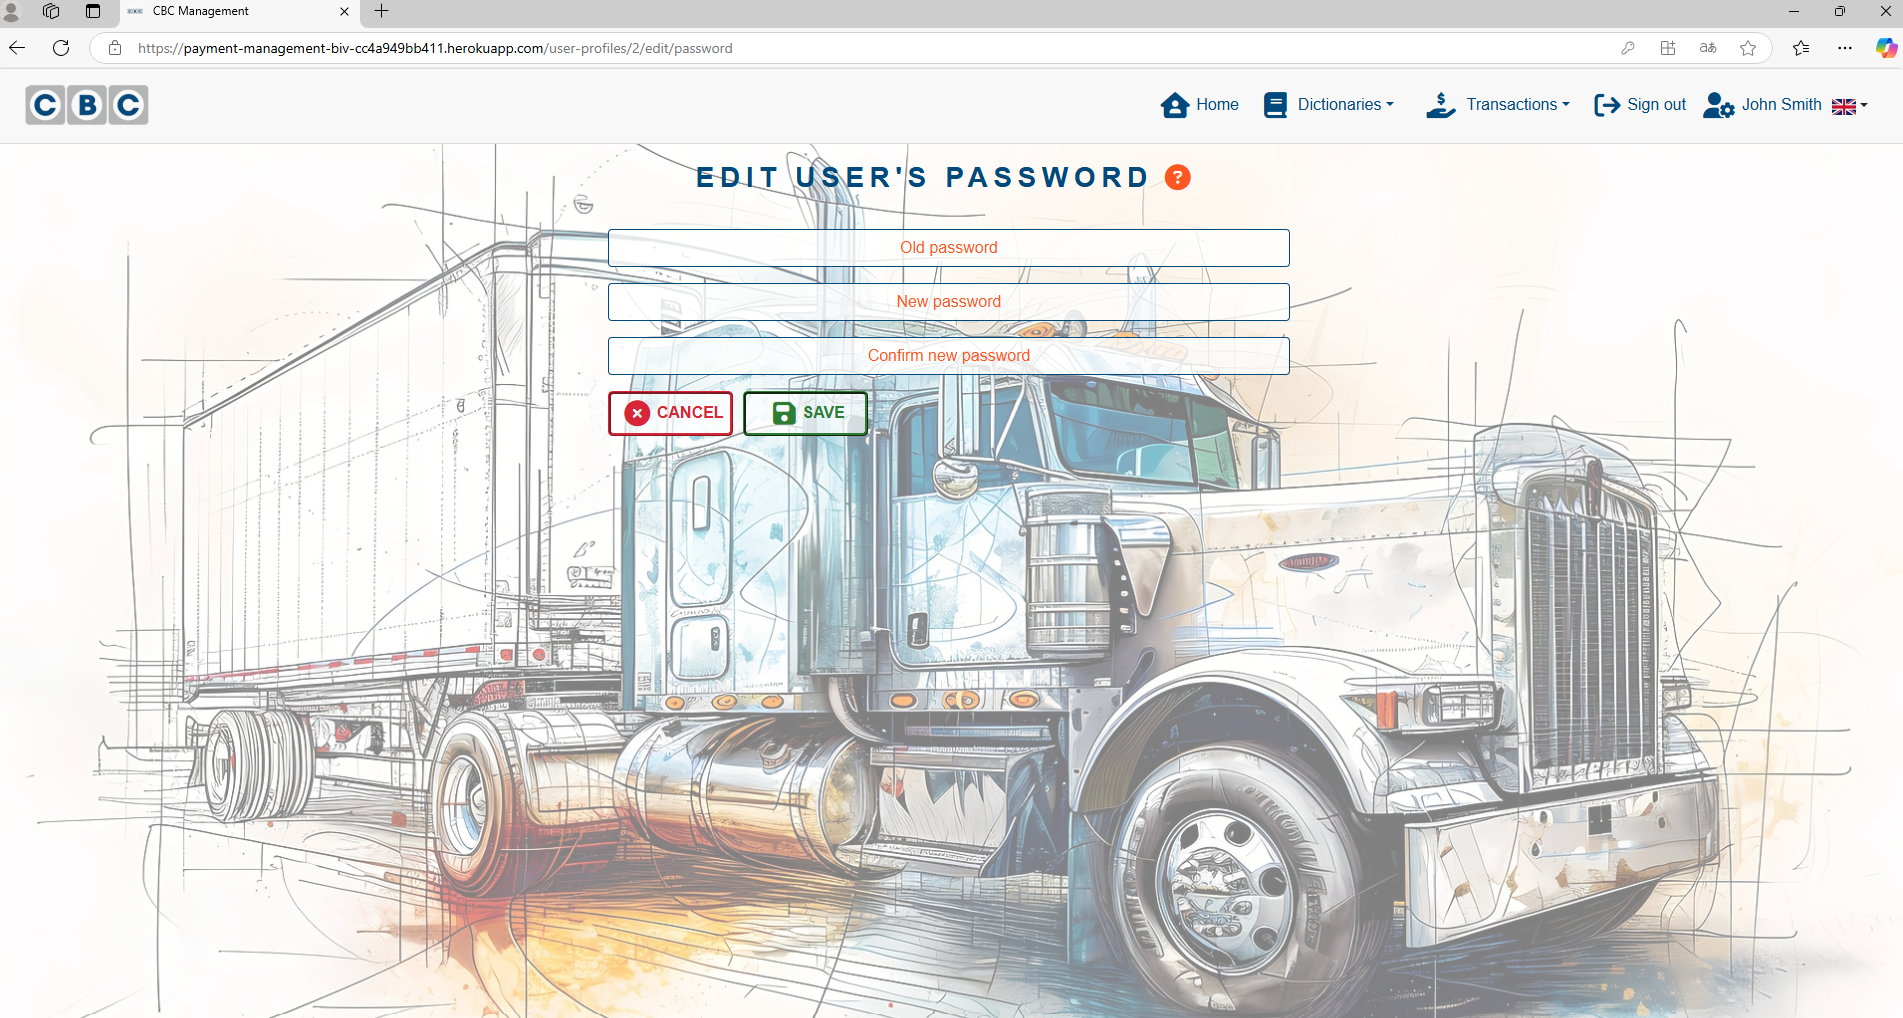 CBC Management
https://payment-management-biv-cc4a949bb411.herokuapp.com/user-profiles/2/edit/password
CBC
Home
Dictionaries
Transactions
Sign out
John Smith
EDIT USER'S PASSWORD ?
Old password
New password
Confirm new password
CANCEL
SAVE